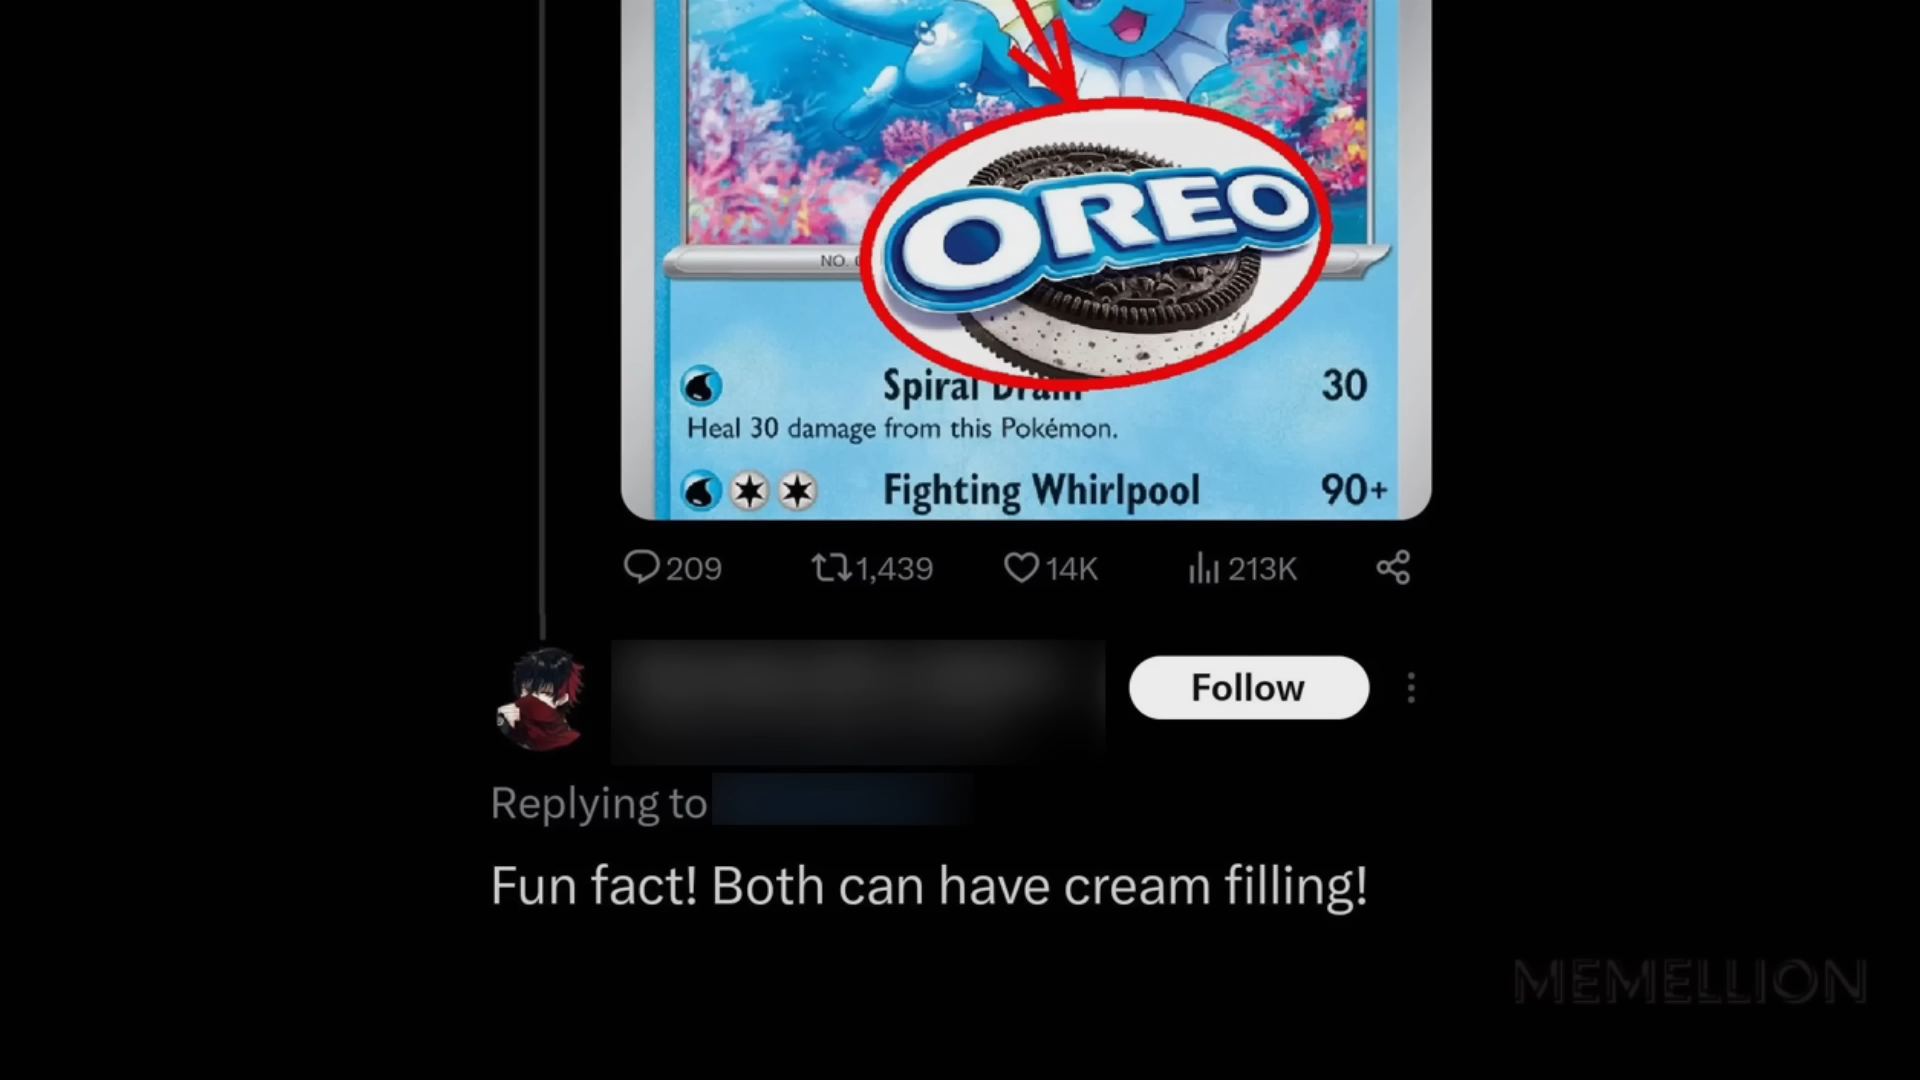 OREO
NO.
Spiral Drain
30
Heal 30 damage from this Pokémon.
Fighting Whirlpool
90+
209
1,439
14K
213K
Follow
Replying to
Fun fact! Both can have cream filling!
MEMELLION